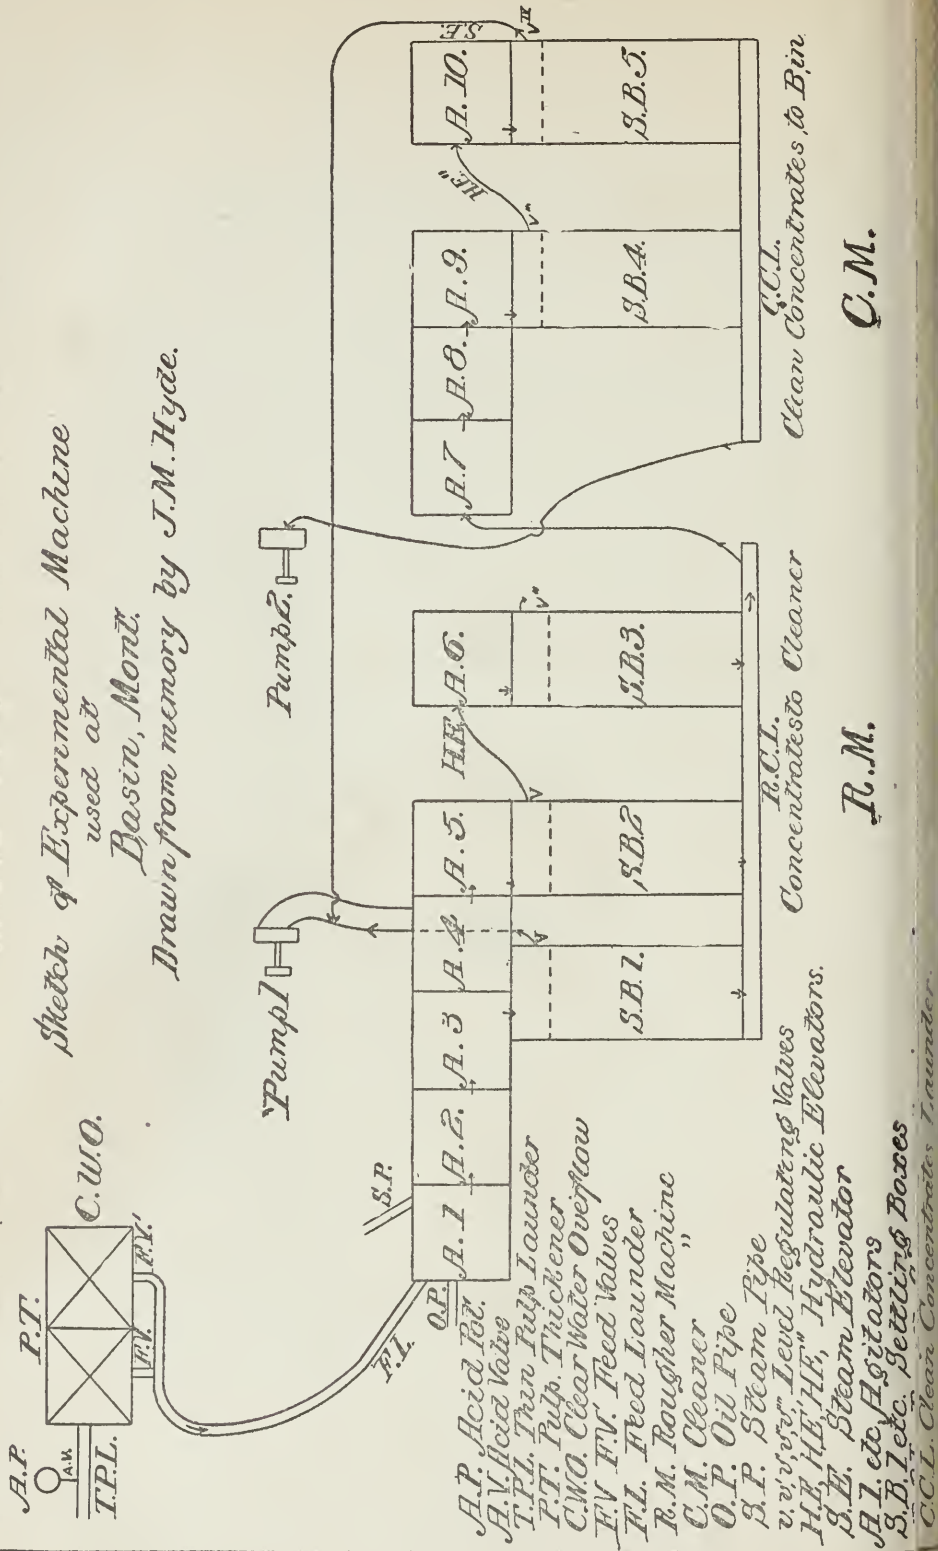 Sketch of Experimental Machine
used at
Basin, Mont.
Drawn from memory by J.M. Hyde.
A.P.
A.V.
T.P.L.
P.T.
C.W.O.
F.V.
F.V.'
F.L.
O.P.
S.P.
Pump 1
Pump 2.
A.1
A.2.
A.3
A.4
A.5.
H.E.
A.6.
A.7
A.8.
A.9.
HE"
A.10.
S.E.
V
V
V"
V"
S.B.1.
S.B.2
S.B.3.
S.B.4.
S.B.5.
R.C.L.
Concentrates to Cleaner
C.C.L.
Clean Concentrates to Bin
R.M.
C.M.
A.P. Acid Pot.
A.V. Acid Valve
T.P.L. Thin Pulp Launder
P.T. Pulp Thickener
C.W.O. Clear Water Overflow
F.V F.V.' Feed Valves
F.L. Feed Launder
R.M. Rougher Machine
C.M. Cleaner "
O.P. Oil Pipe
S.P. Steam Pipe
v, v', v", v''' Level Regulating Valves
H.E, HE,' HE," Hydraulic Elevators.
S.E. Steam Elevator
A.1. etc, Agitators
S.B.1 etc. Settling Boxes
C.C.L. Clean Concentrates Launder.